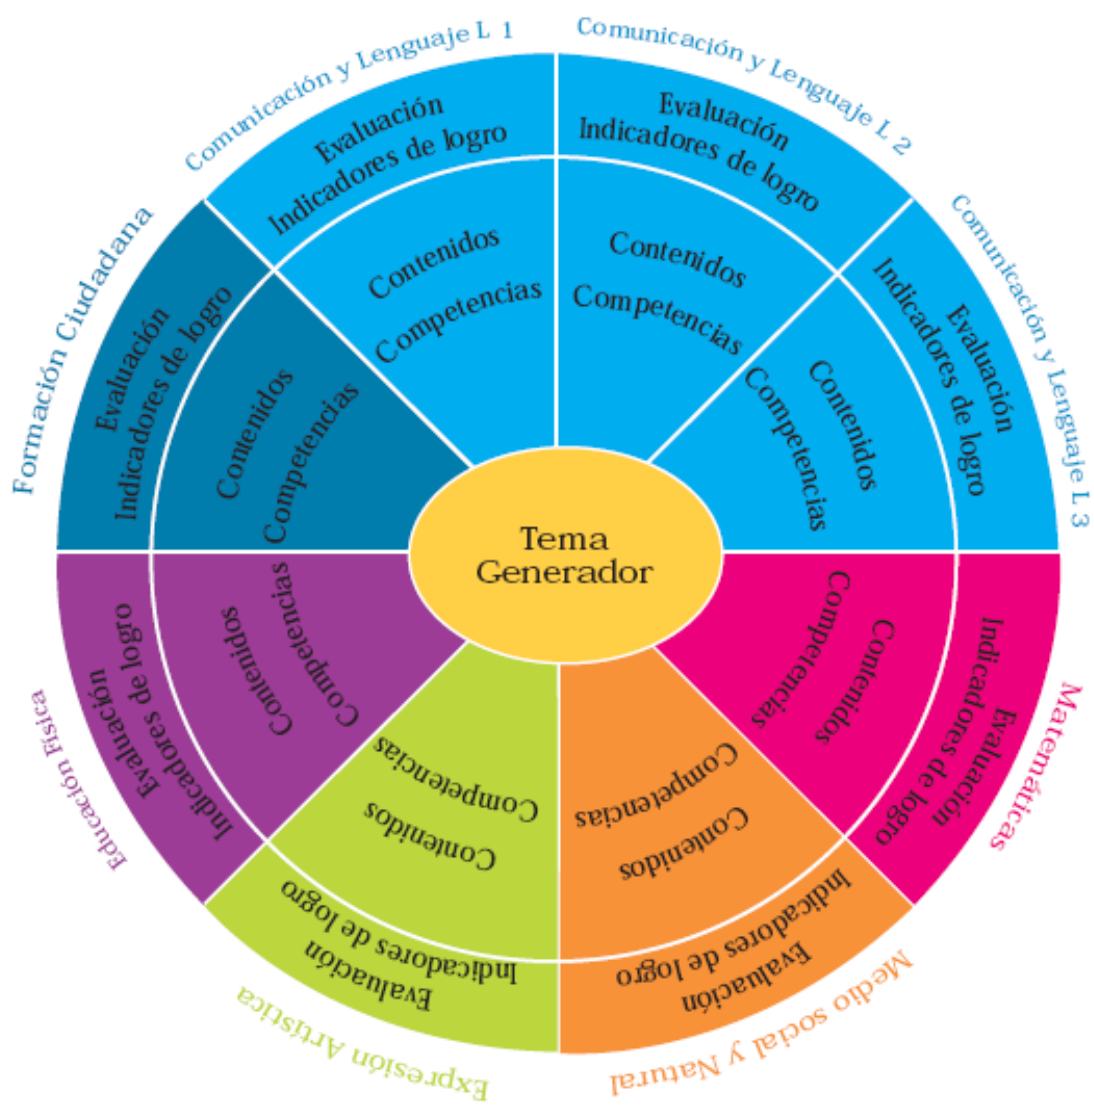 Comunicación y Lenguaje L 1
Evaluación
Indicadores de logro
Contenidos
Competencias
Comunicación y Lenguaje L 2
Evaluación
Indicadores de logro
Contenidos
Competencias
Comunicación y Lenguaje L 3
Evaluación
Indicadores de logro
Contenidos
Competencias
Matemáticas
Evaluación
Indicadores de logro
Contenidos
Competencias
Medio social y Natural
Evaluación
Indicadores de logro
Contenidos
Competencias
Expresión Artística
Evaluación
Indicadores de logro
Contenidos
Competencias
Educación Física
Evaluación
Indicadores de logro
Contenidos
Competencias
Formación Ciudadana
Evaluación
Indicadores de logro
Contenidos
Competencias
Tema
Generador